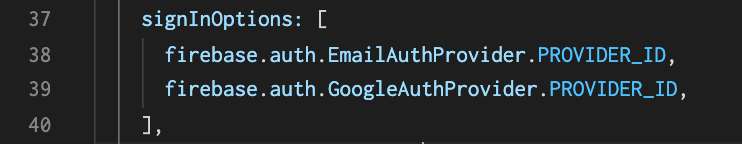 37 signInOptions: [
38 firebase.auth.EmailAuthProvider.PROVIDER_ID,
39 firebase.auth.GoogleAuthProvider.PROVIDER_ID,
40 ],